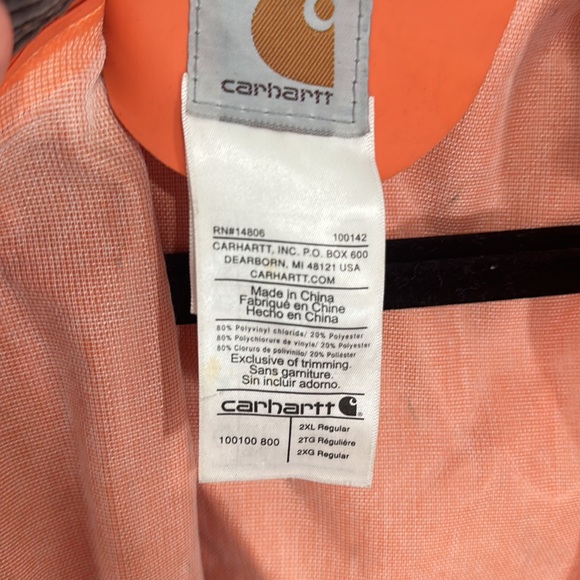 carhartt
RN#14806 100142
CARHARTT, INC. P.O. BOX 600
DEARBORN, MI 48121 USA
CARHARTT.COM
Made in China
Fabriqué en Chine
Hecho en China
80% Polyvinyl chloride/ 20% Polyester
80% Polychlorure de vinyle/ 20% Polyester
80% Cloruro de polivinilo/ 20% Poliéster
Exclusive of trimming.
Sans garniture.
Sin incluir adorno.
carhartt
100100 800
2XL Regular
2TG Régulière
2XG Regular